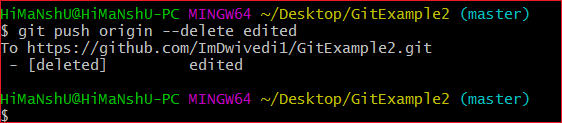 HiMaNshU@HiMaNshU-PC MINGW64 ~/Desktop/GitExample2 (master)
$ git push origin --delete edited
To https://github.com/ImDwivedi1/GitExample2.git
 - [deleted]         edited

HiMaNshU@HiMaNshU-PC MINGW64 ~/Desktop/GitExample2 (master)
$